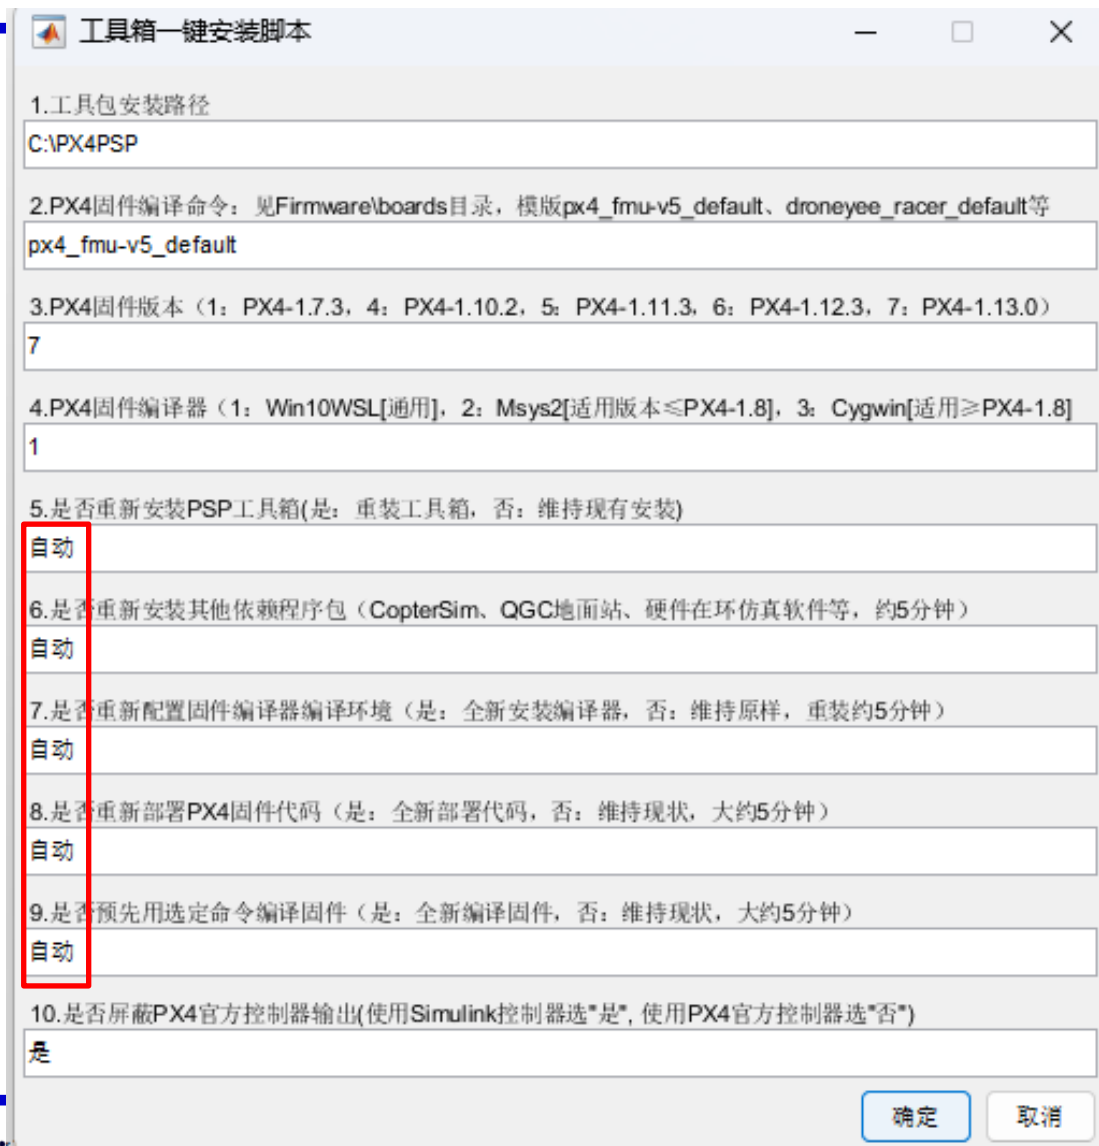 工具箱一键安装脚本
1.工具包安装路径
C:\PX4PSP
2.PX4固件编译命令：见Firmware\boards目录，模版px4_fmu-v5_default、droneyee_racer_default等
px4_fmu-v5_default
3.PX4固件版本（1：PX4-1.7.3，4：PX4-1.10.2，5：PX4-1.11.3，6：PX4-1.12.3，7：PX4-1.13.0）
7
4.PX4固件编译器（1：Win10WSL[通用]，2：Msys2[适用版本≤PX4-1.8]，3：Cygwin[适用≥PX4-1.8]
1
5.是否重新安装PSP工具箱(是：重装工具箱，否：维持现有安装)
自动
6.是否重新安装其他依赖程序包（CopterSim、QGC地面站、硬件在环仿真软件等，约5分钟）
自动
7.是否重新配置固件编译器编译环境（是：全新安装编译器，否：维持原样，重装约5分钟）
自动
8.是否重新部署PX4固件代码（是：全新部署代码，否：维持现状，大约5分钟）
自动
9.是否预先用选定命令编译固件（是：全新编译固件，否：维持现状，大约5分钟）
自动
10.是否屏蔽PX4官方控制器输出(使用Simulink控制器选"是", 使用PX4官方控制器选"否")
是
确定 取消